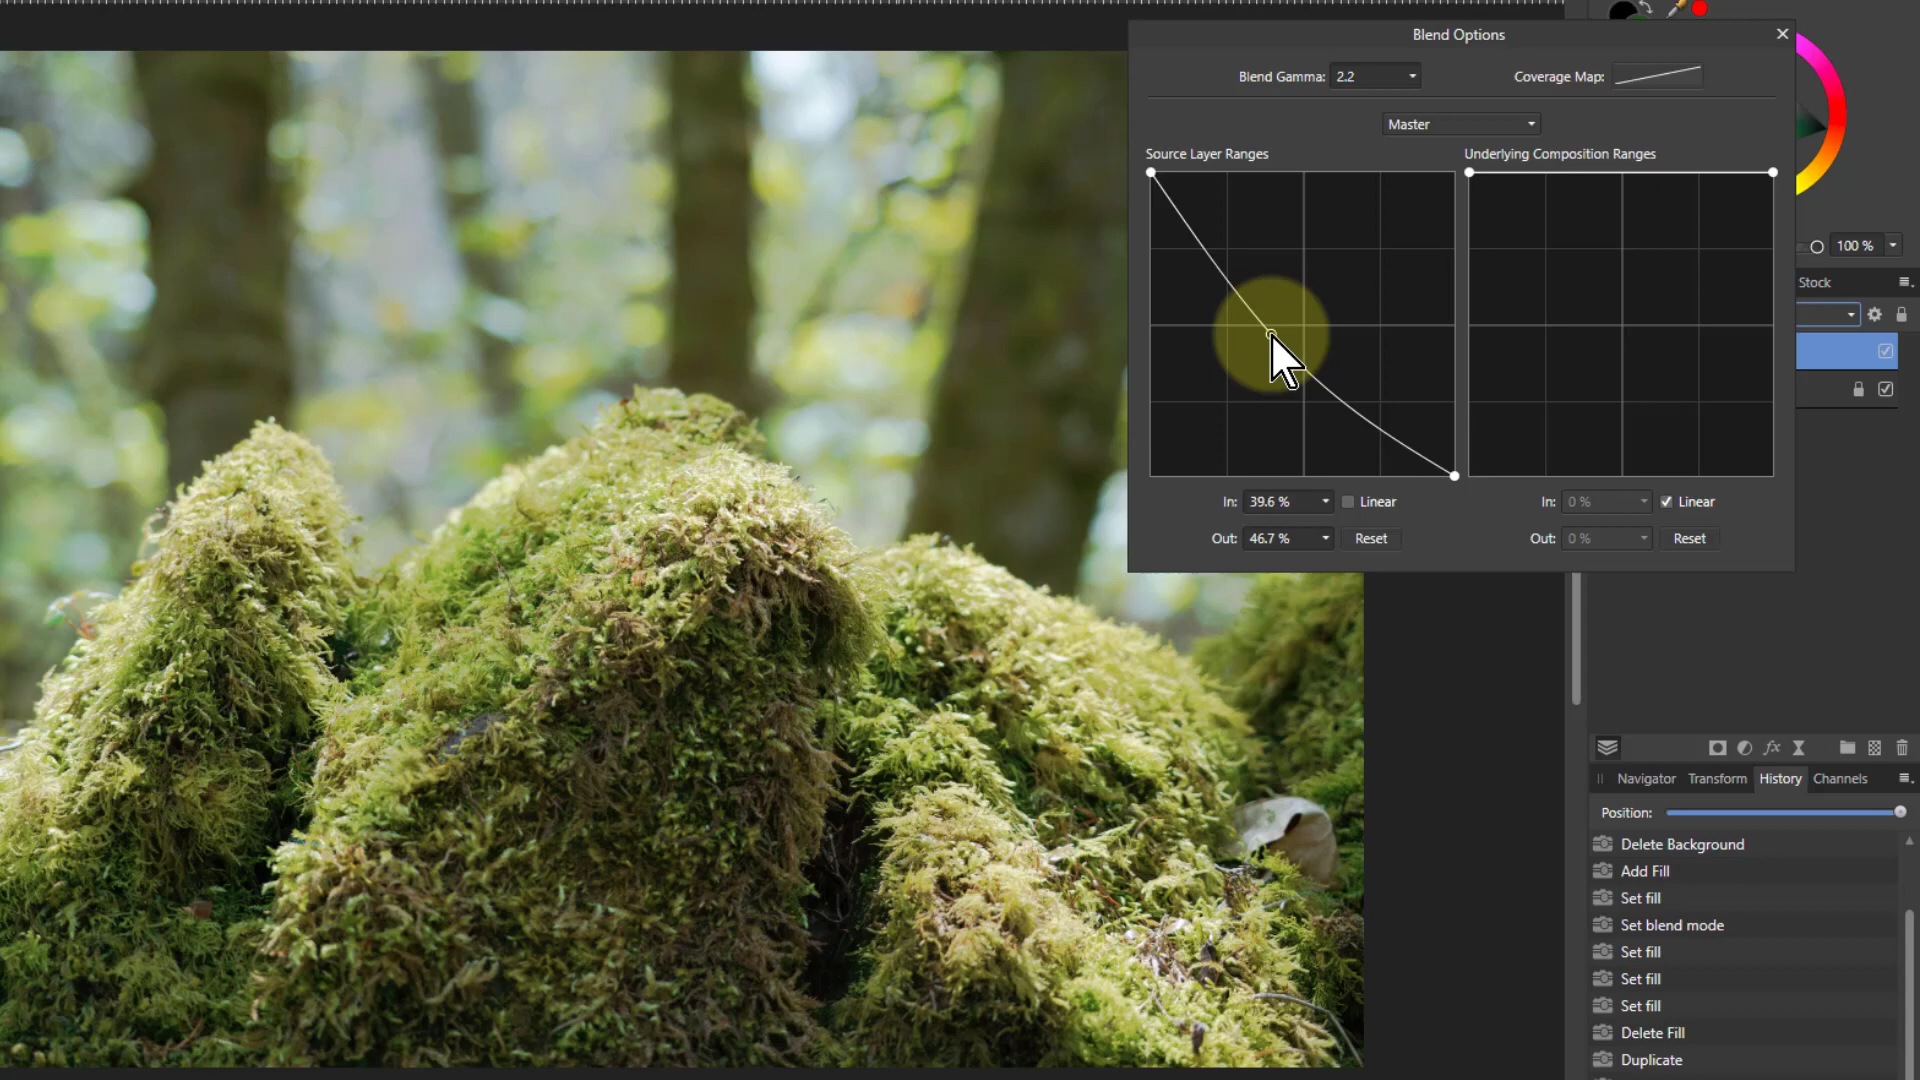 Blend Options
Blend Gamma: 2.2
Coverage Map:
Master
Source Layer Ranges
Underlying Composition Ranges
100 %
Stock
In: 39.6 % Linear
In: 0 % Linear
Out: 46.7 % Reset
Out: 0 % Reset
fx
Navigator Transform History Channels
Position:
Delete Background
Add Fill
Set fill
Set blend mode
Set fill
Set fill
Set fill
Delete Fill
Duplicate